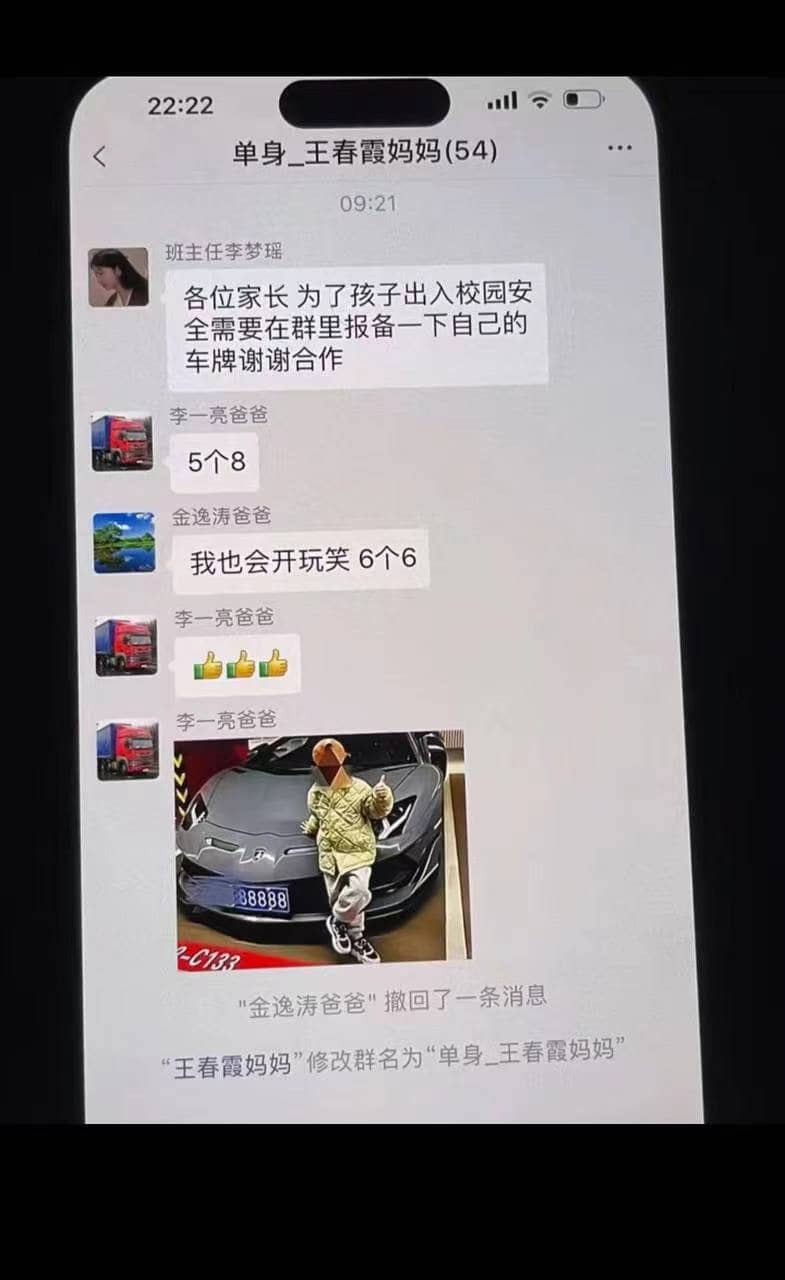 22:22
单身_王春霞妈妈(54)
09:21
班主任李梦瑶
各位家长 为了孩子出入校园安
全需要在群里报备一下自己的
车牌谢谢合作
李一亮爸爸
5个8
金逸涛爸爸
我也会开玩笑 6个6
李一亮爸爸
👍👍👍
李一亮爸爸
88888
-C133
"金逸涛爸爸" 撤回了一条消息
“王春霞妈妈”修改群名为“单身_王春霞妈妈”